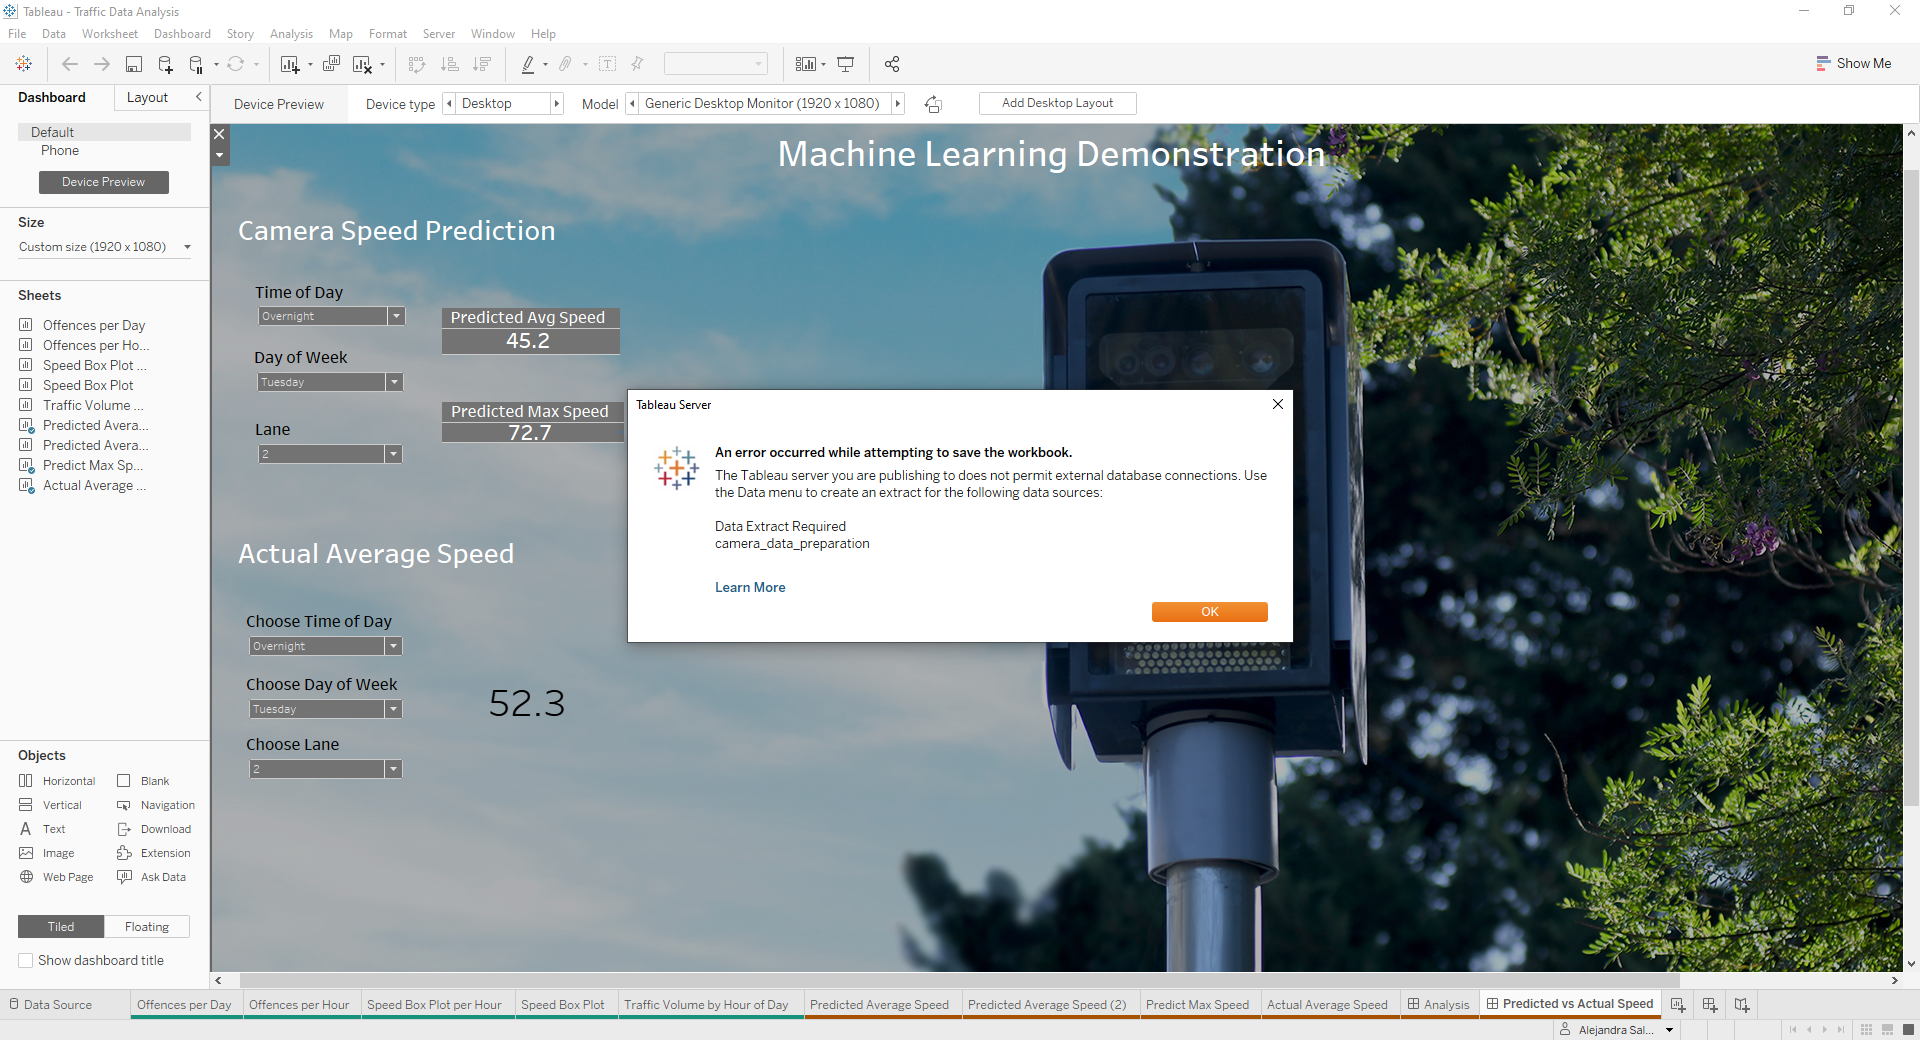 Tableau - Traffic Data Analysis
File Data Worksheet Dashboard Story Analysis Map Format Server Window Help
Show Me
Dashboard Layout
Device Preview Device type Desktop Model Generic Desktop Monitor (1920 x 1080) Add Desktop Layout
Default
Phone
Device Preview
Size
Custom size (1920 x 1080)
Sheets
Offences per Day
Offences per Ho...
Speed Box Plot ...
Speed Box Plot
Traffic Volume ...
Predicted Avera...
Predicted Avera...
Predict Max Sp...
Actual Average ...
Objects
Horizontal Blank
Vertical Navigation
Text Download
Image Extension
Web Page Ask Data
Tiled Floating
Show dashboard title
Machine Learning Demonstration
Camera Speed Prediction
Time of Day
Overnight
Predicted Avg Speed
45.2
Day of Week
Tuesday
Predicted Max Speed
72.7
Lane
2
Actual Average Speed
Choose Time of Day
Overnight
Choose Day of Week
Tuesday
52.3
Choose Lane
2
Tableau Server
An error occurred while attempting to save the workbook.
The Tableau server you are publishing to does not permit external database connections. Use
the Data menu to create an extract for the following data sources:
Data Extract Required
camera_data_preparation
Learn More
OK
Data Source Offences per Day Offences per Hour Speed Box Plot per Hour Speed Box Plot Traffic Volume by Hour of Day Predicted Average Speed Predicted Average Speed (2) Predict Max Speed Actual Average Speed Analysis Predicted vs Actual Speed
Alejandra Sal...